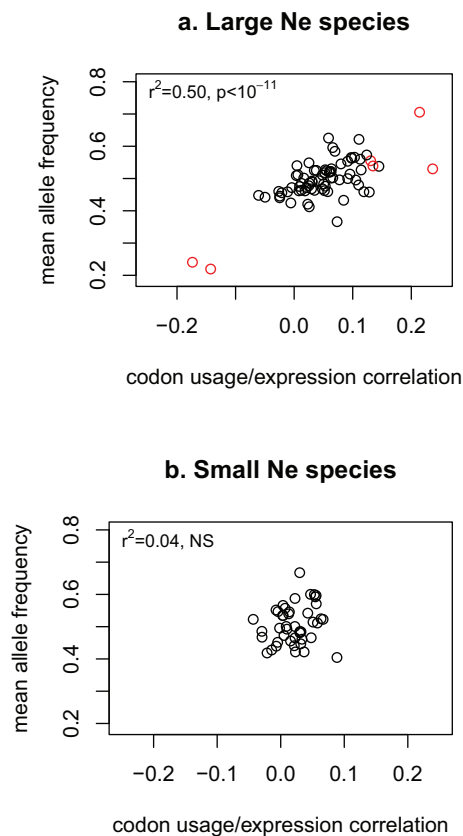 a. Large Ne species
r²=0.50, p<10⁻¹¹
mean allele frequency
0.8
0.6
0.4
0.2
−0.2
0.0
0.1
0.2
codon usage/expression correlation
b. Small Ne species
r²=0.04, NS
mean allele frequency
0.8
0.6
0.4
0.2
−0.2
−0.1
0.0
0.1
0.2
codon usage/expression correlation